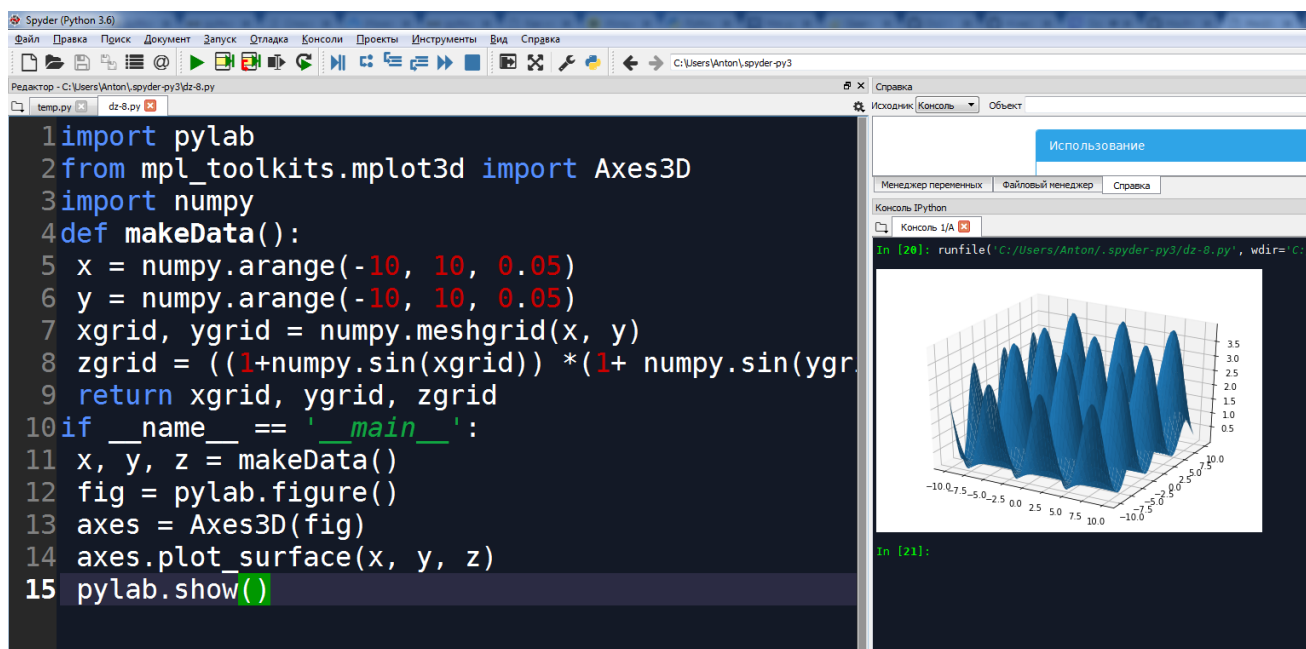 Spyder (Python 3.6)
Файл Правка Поиск Документ Запуск Отладка Консоли Проекты Инструменты Вид Справка
C:\Users\Anton\.spyder-py3
Редактор - C:\Users\Anton\.spyder-py3\dz-8.py
temp.py dz-8.py
1 import pylab
2 from mpl_toolkits.mplot3d import Axes3D
3 import numpy
4 def makeData():
5 x = numpy.arange(-10, 10, 0.05)
6 y = numpy.arange(-10, 10, 0.05)
7 xgrid, ygrid = numpy.meshgrid(x, y)
8 zgrid = ((1+numpy.sin(xgrid)) *(1+ numpy.sin(ygr
9 return xgrid, ygrid, zgrid
10 if __name__ == '__main__':
11 x, y, z = makeData()
12 fig = pylab.figure()
13 axes = Axes3D(fig)
14 axes.plot_surface(x, y, z)
15 pylab.show()
Справка
Исходник Консоль Объект
Использование
Менеджер переменных Файловый менеджер Справка
Консоль IPython
Консоль 1/A
In [20]: runfile('C:/Users/Anton/.spyder-py3/dz-8.py', wdir='C:
3.5
3.0
2.5
2.0
1.5
1.0
0.5
-10.0 -7.5 -5.0 -2.5 0.0 2.5 5.0 7.5 10.0
-10.0 -7.5 -5.0 -2.5 0.0 2.5 5.0 7.5 10.0
In [21]: